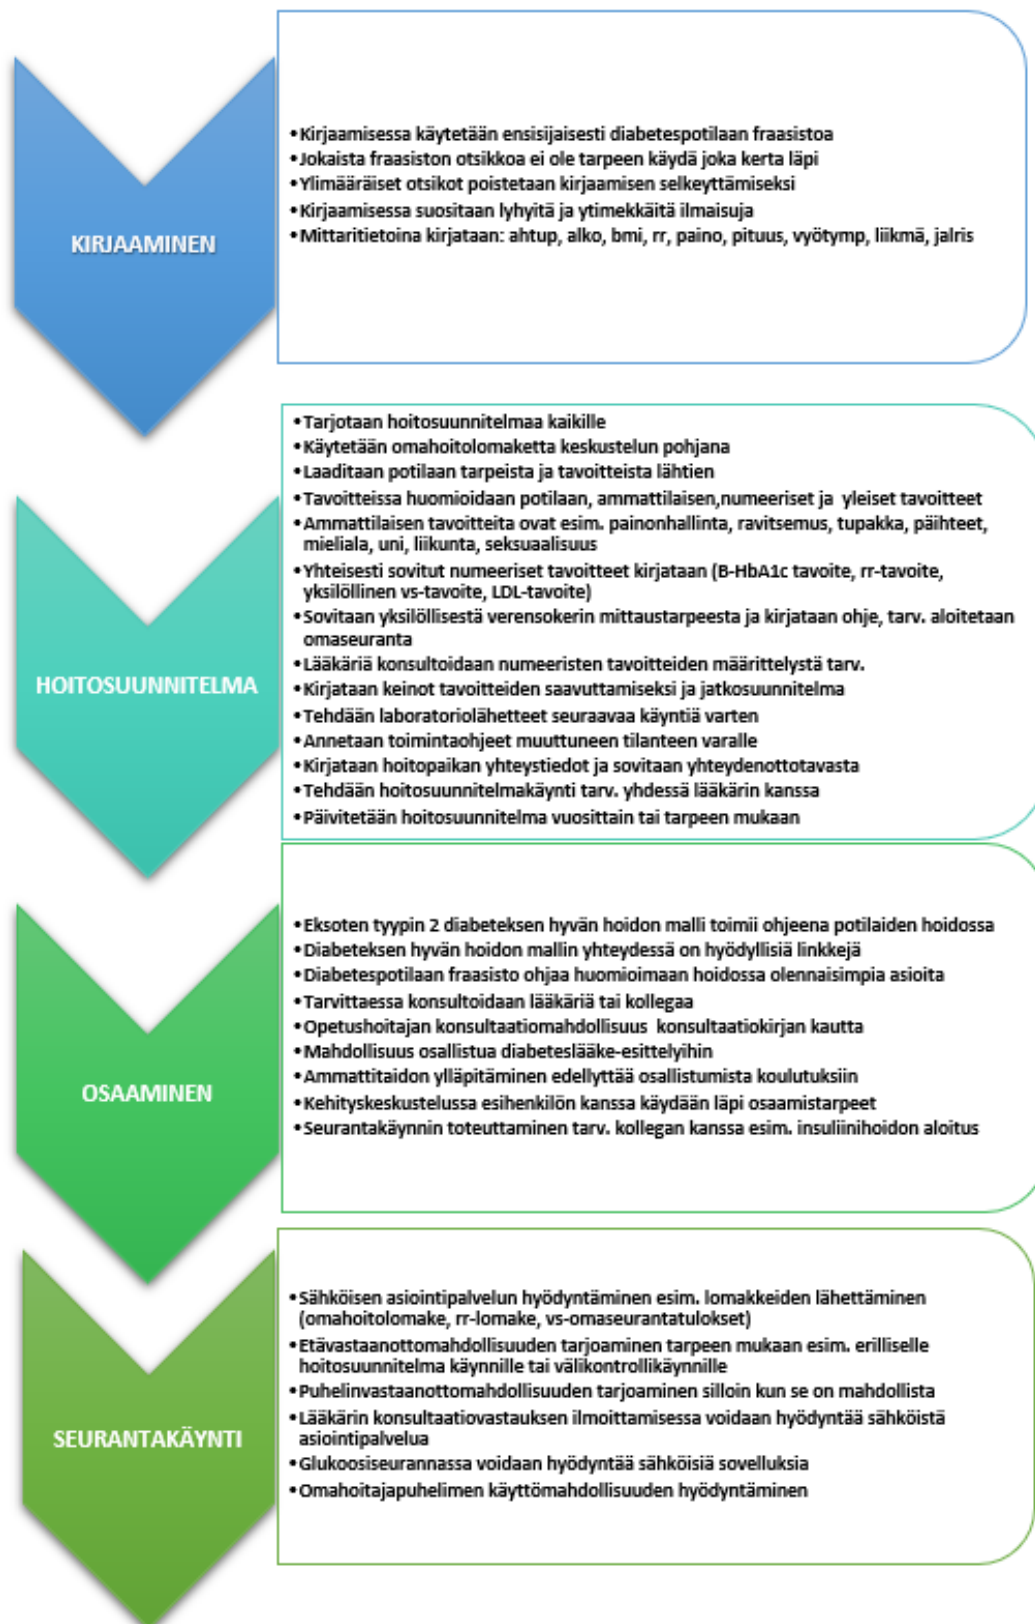 KIRJAAMINEN
•Kirjaamisessa käytetään ensisijaisesti diabetespotilaan fraasistoa
•Jokaista fraasiston otsikkoa ei ole tarpeen käydä joka kerta läpi
•Ylimääräiset otsikot poistetaan kirjaamisen selkeyttämiseksi
•Kirjaamisessa suositaan lyhyitä ja ytimekkäitä ilmaisuja
•Mittaritietoina kirjataan: ahtup, alko, bmi, rr, paino, pituus, vyötymp, liikmä, jalris
HOITOSUUNNITELMA
•Tarjotaan hoitosuunnitelmaa kaikille
•Käytetään omahoitolomaketta keskustelun pohjana
•Laaditaan potilaan tarpeista ja tavoitteista lähtien
•Tavoitteissa huomioidaan potilaan, ammattilaisen,numeeriset ja yleiset tavoitteet
•Ammattilaisen tavoitteita ovat esim. painonhallinta, ravitsemus, tupakka, päihteet,
mieliala, uni, liikunta, seksuaalisuus
•Yhteisesti sovitut numeeriset tavoitteet kirjataan (B-HbA1c tavoite, rr-tavoite,
yksilöllinen vs-tavoite, LDL-tavoite)
•Sovitaan yksilöllisestä verensokerin mittaustarpeesta ja kirjataan ohje, tarv. aloitetaan
omaseuranta
•Lääkäriä konsultoidaan numeeristen tavoitteiden määrittelystä tarv.
•Kirjataan keinot tavoitteiden saavuttamiseksi ja jatkosuunnitelma
•Tehdään laboratoriolähetteet seuraavaa käyntiä varten
•Annetaan toimintaohjeet muuttuneen tilanteen varalle
•Kirjataan hoitopaikan yhteystiedot ja sovitaan yhteydenottotavasta
•Tehdään hoitosuunnitelmakäynti tarv. yhdessä lääkärin kanssa
•Päivitetään hoitosuunnitelma vuosittain tai tarpeen mukaan
OSAAMINEN
•Eksoten tyypin 2 diabeteksen hyvän hoidon malli toimii ohjeena potilaiden hoidossa
•Diabeteksen hyvän hoidon mallin yhteydessä on hyödyllisiä linkkejä
•Diabetespotilaan fraasisto ohjaa huomioimaan hoidossa olennaisimpia asioita
•Tarvittaessa konsultoidaan lääkäriä tai kollegaa
•Opetushoitajan konsultaatiomahdollisuus konsultaatiokirjan kautta
•Mahdollisuus osallistua diabeteslääke-esittelyihin
•Ammattitaidon ylläpitäminen edellyttää osallistumista koulutuksiin
•Kehityskeskustelussa esihenkilön kanssa käydään läpi osaamistarpeet
•Seurantakäynnin toteuttaminen tarv. kollegan kanssa esim. insuliinihoidon aloitus
SEURANTAKÄYNTI
•Sähköisen asiointipalvelun hyödyntäminen esim. lomakkeiden lähettäminen
(omahoitolomake, rr-lomake, vs-omaseurantatulokset)
•Etävastaanottomahdollisuuden tarjoaminen tarpeen mukaan esim. erilliselle
hoitosuunnitelma käynnille tai välikontrollikäynnille
•Puhelinvastaanottomahdollisuuden tarjoaminen silloin kun se on mahdollista
•Lääkärin konsultaatiovastauksen ilmoittamisessa voidaan hyödyntää sähköistä
asiointipalvelua
•Glukoosiseurannassa voidaan hyödyntää sähköisiä sovelluksia
•Omahoitajapuhelimen käyttömahdollisuuden hyödyntäminen